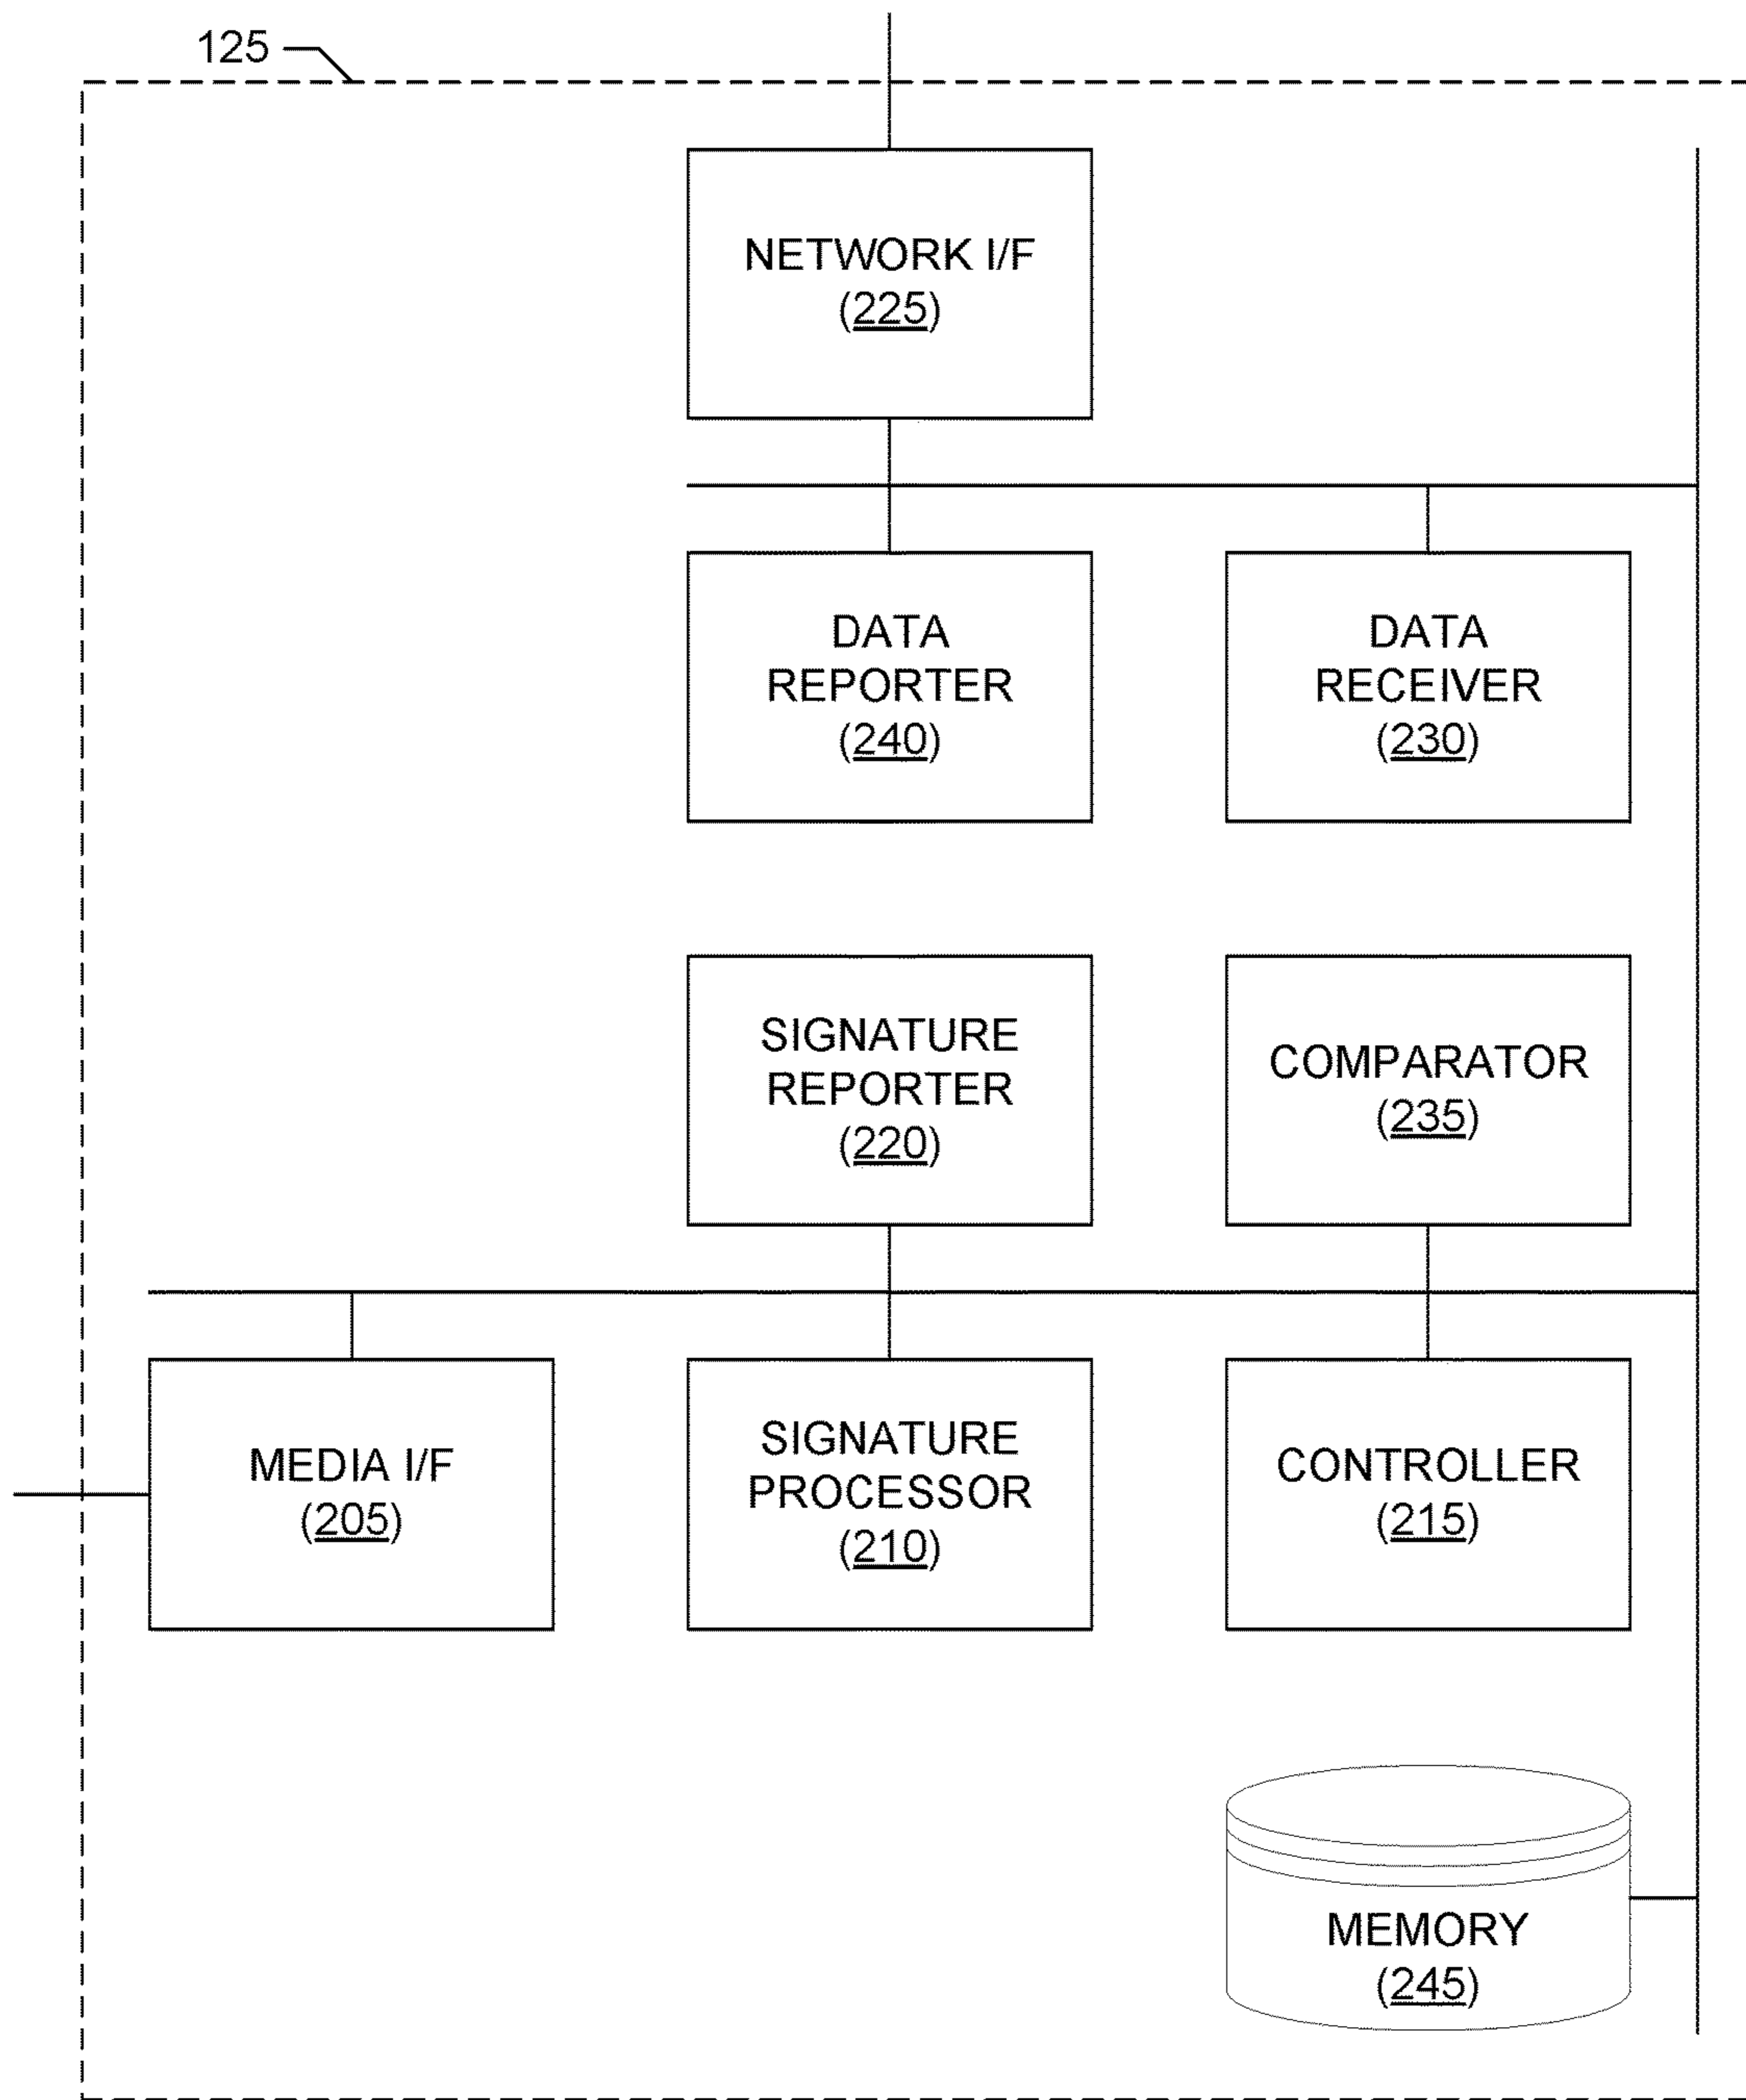 125
NETWORK I/F
(225)
DATA
REPORTER
(240)
DATA
RECEIVER
(230)
SIGNATURE
REPORTER
(220)
COMPARATOR
(235)
MEDIA I/F
(205)
SIGNATURE
PROCESSOR
(210)
CONTROLLER
(215)
MEMORY
(245)